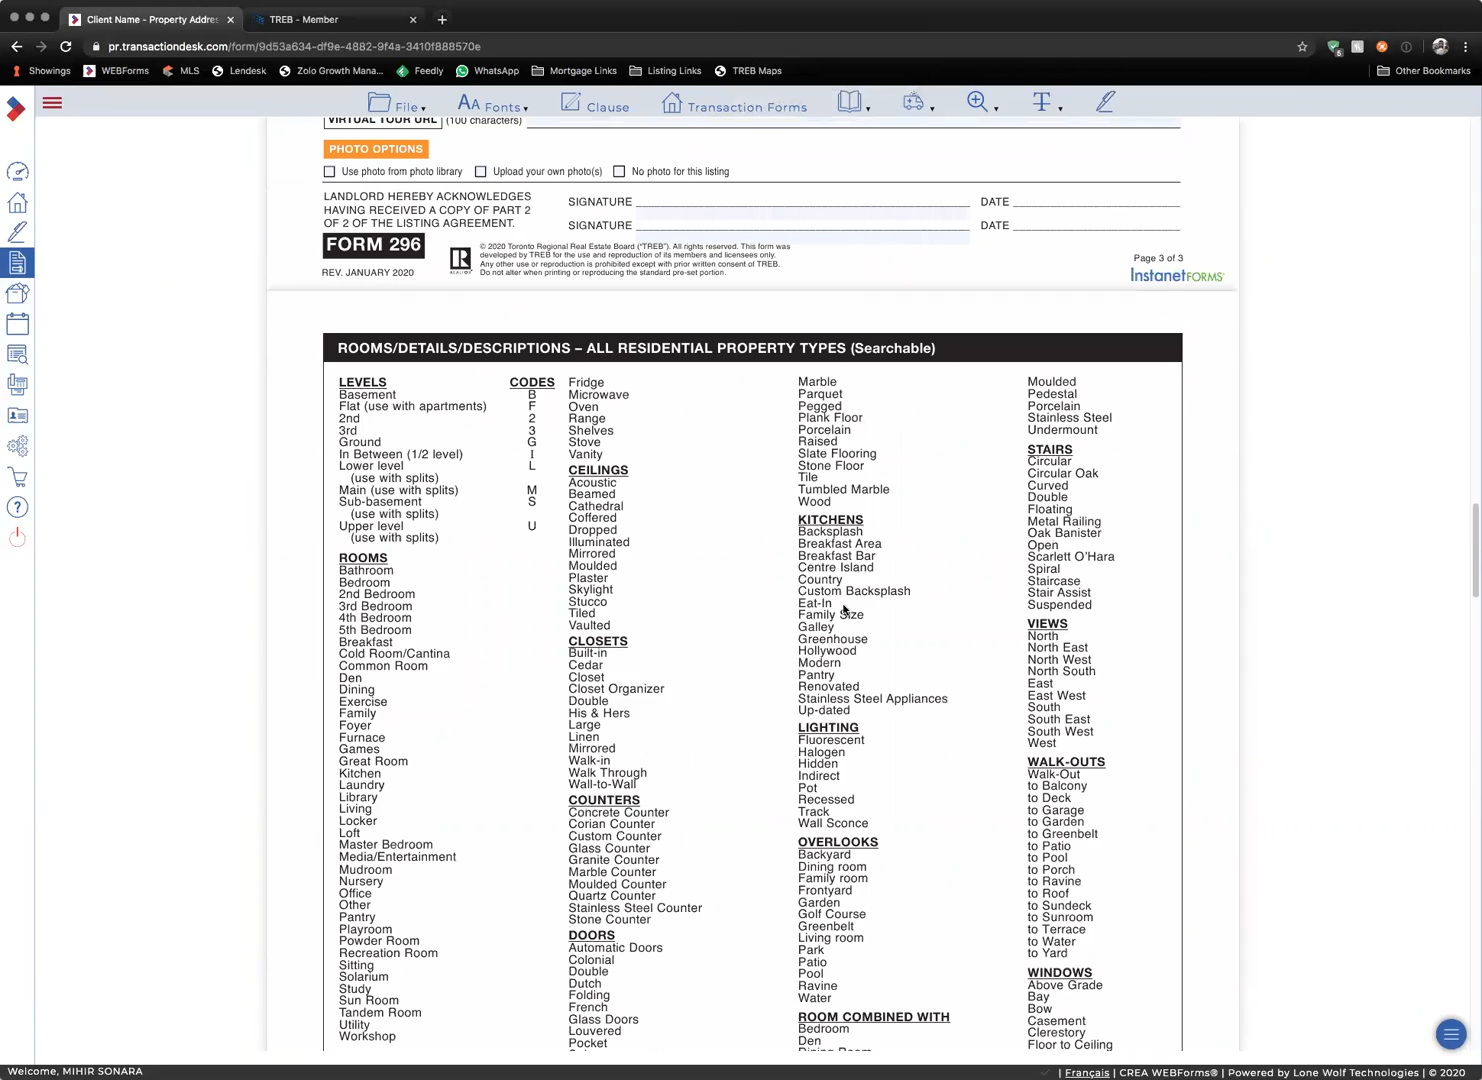 Client Name - Property Addres
TREB - Member
pr.transactiondesk.com/form/9d53a634-df9e-4882-9f4a-3410f888570e
Showings
WEBForms
MLS
Lendesk
Zolo Growth Mana...
Feedly
WhatsApp
Mortgage Links
Listing Links
TREB Maps
Other Bookmarks
File
Fonts
Clause
Transaction Forms
VIRTUAL TOUR URL (100 characters)
PHOTO OPTIONS
Use photo from photo library
Upload your own photo(s)
No photo for this listing
LANDLORD HEREBY ACKNOWLEDGES
HAVING RECEIVED A COPY OF PART 2
OF 2 OF THE LISTING AGREEMENT.
SIGNATURE
DATE
SIGNATURE
DATE
FORM 296
REV. JANUARY 2020
© 2020 Toronto Regional Real Estate Board ("TREB"). All rights reserved. This form was
developed by TREB for the use and reproduction of its members and licensees only.
Any other use or reproduction is prohibited except with prior written consent of TREB.
Do not alter when printing or reproducing the standard pre-set portion.
Page 3 of 3
InstanetFORMS
ROOMS/DETAILS/DESCRIPTIONS – ALL RESIDENTIAL PROPERTY TYPES (Searchable)
LEVELS CODES
Basement B
Flat (use with apartments) F
2nd 2
3rd 3
Ground G
In Between (1/2 level) I
Lower level L
(use with splits)
Main (use with splits) M
Sub-basement S
(use with splits)
Upper level U
(use with splits)
ROOMS
Bathroom
Bedroom
2nd Bedroom
3rd Bedroom
4th Bedroom
5th Bedroom
Breakfast
Cold Room/Cantina
Common Room
Den
Dining
Exercise
Family
Foyer
Furnace
Games
Great Room
Kitchen
Laundry
Library
Living
Locker
Loft
Master Bedroom
Media/Entertainment
Mudroom
Nursery
Office
Other
Pantry
Playroom
Powder Room
Recreation Room
Sitting
Solarium
Study
Sun Room
Tandem Room
Utility
Workshop
Fridge
Microwave
Oven
Range
Shelves
Stove
Vanity
CEILINGS
Acoustic
Beamed
Cathedral
Coffered
Dropped
Illuminated
Mirrored
Moulded
Plaster
Skylight
Stucco
Tiled
Vaulted
CLOSETS
Built-in
Cedar
Closet
Closet Organizer
Double
His & Hers
Large
Linen
Mirrored
Walk-in
Walk Through
Wall-to-Wall
COUNTERS
Concrete Counter
Corian Counter
Custom Counter
Glass Counter
Granite Counter
Marble Counter
Moulded Counter
Quartz Counter
Stainless Steel Counter
Stone Counter
DOORS
Automatic Doors
Colonial
Double
Dutch
Folding
French
Glass Doors
Louvered
Pocket
Marble
Parquet
Pegged
Plank Floor
Porcelain
Raised
Slate Flooring
Stone Floor
Tile
Tumbled Marble
Wood
KITCHENS
Backsplash
Breakfast Area
Breakfast Bar
Centre Island
Country
Custom Backsplash
Eat-In
Family Size
Galley
Greenhouse
Hollywood
Modern
Pantry
Renovated
Stainless Steel Appliances
Up-dated
LIGHTING
Fluorescent
Halogen
Hidden
Indirect
Pot
Recessed
Track
Wall Sconce
OVERLOOKS
Backyard
Dining room
Family room
Frontyard
Garden
Golf Course
Greenbelt
Living room
Park
Patio
Pool
Ravine
Water
ROOM COMBINED WITH
Bedroom
Den
Dining Room
Moulded
Pedestal
Porcelain
Stainless Steel
Undermount
STAIRS
Circular
Circular Oak
Curved
Double
Floating
Metal Railing
Oak Banister
Open
Scarlett O'Hara
Spiral
Staircase
Stair Assist
Suspended
VIEWS
North
North East
North West
North South
East
East West
South
South East
South West
West
WALK-OUTS
Walk-Out
to Balcony
to Deck
to Garage
to Garden
to Greenbelt
to Patio
to Pool
to Porch
to Ravine
to Roof
to Sundeck
to Sunroom
to Terrace
to Water
to Yard
WINDOWS
Above Grade
Bay
Bow
Casement
Clerestory
Floor to Ceiling
Welcome, MIHIR SONARA
| Français | CREA WEBForms® | Powered by Lone Wolf Technologies | © 2020